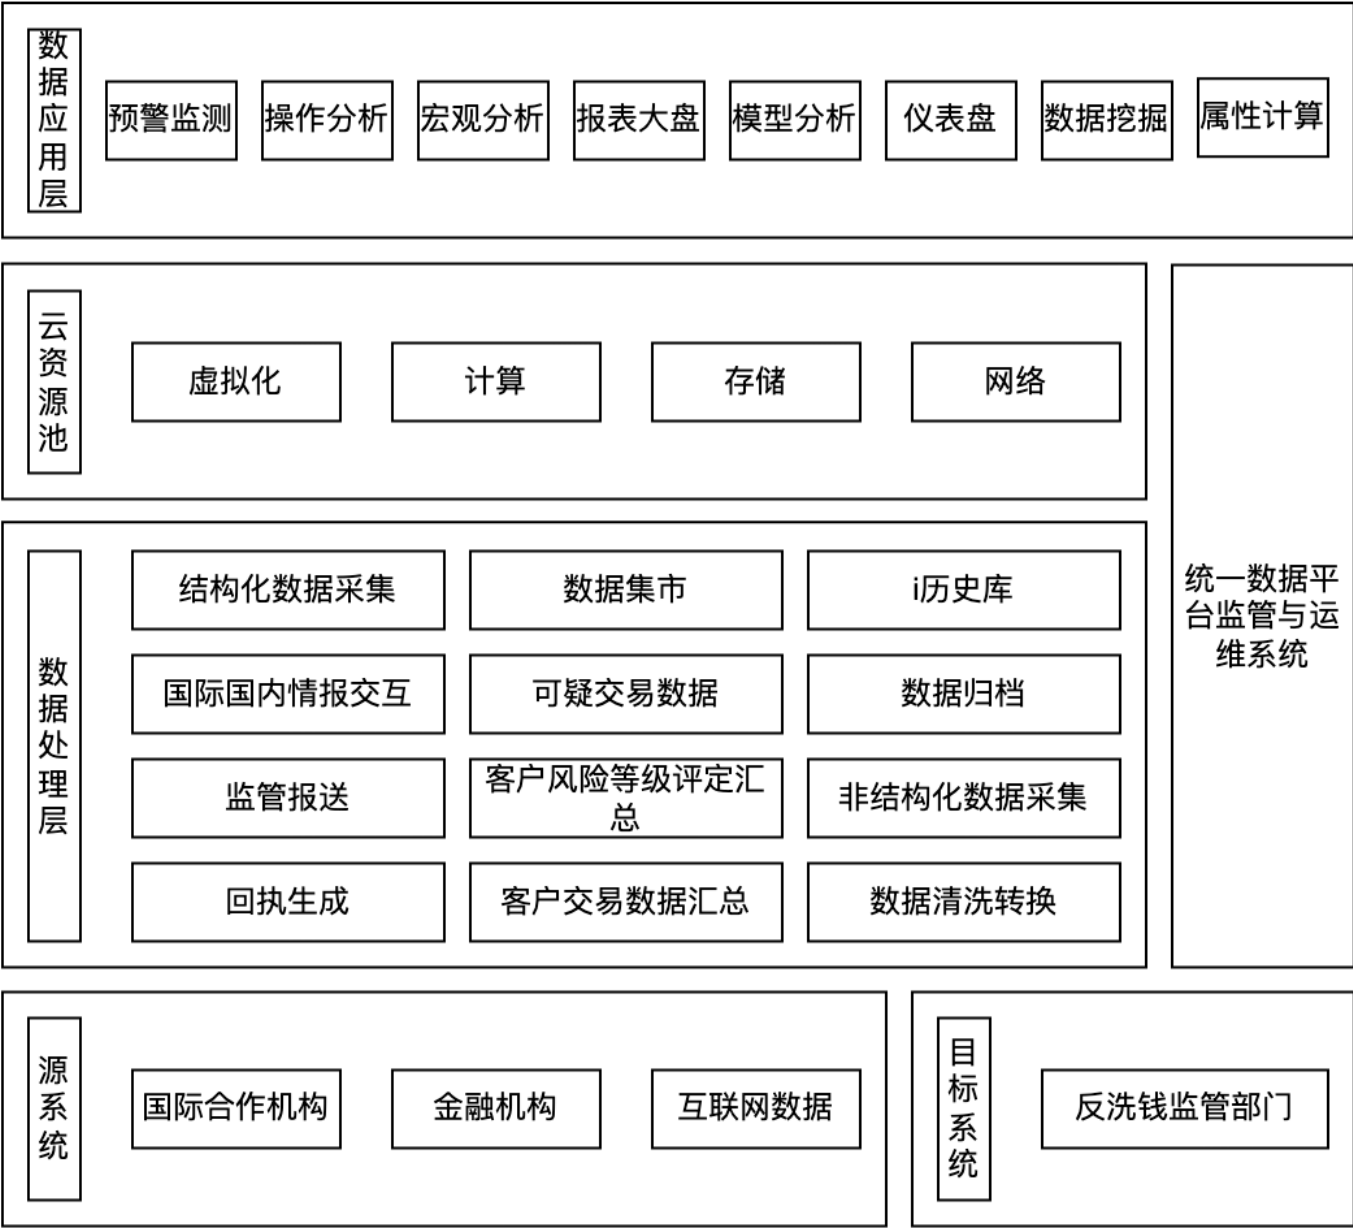 数据应用层
预警监测
操作分析
宏观分析
报表大盘
模型分析
仪表盘
数据挖掘
属性计算
云资源池
虚拟化
计算
存储
网络
数据处理层
结构化数据采集
数据集市
i历史库
国际国内情报交互
可疑交易数据
数据归档
监管报送
客户风险等级评定汇
总
非结构化数据采集
回执生成
客户交易数据汇总
数据清洗转换
统一数据平
台监管与运
维系统
源系统
国际合作机构
金融机构
互联网数据
目标系统
反洗钱监管部门